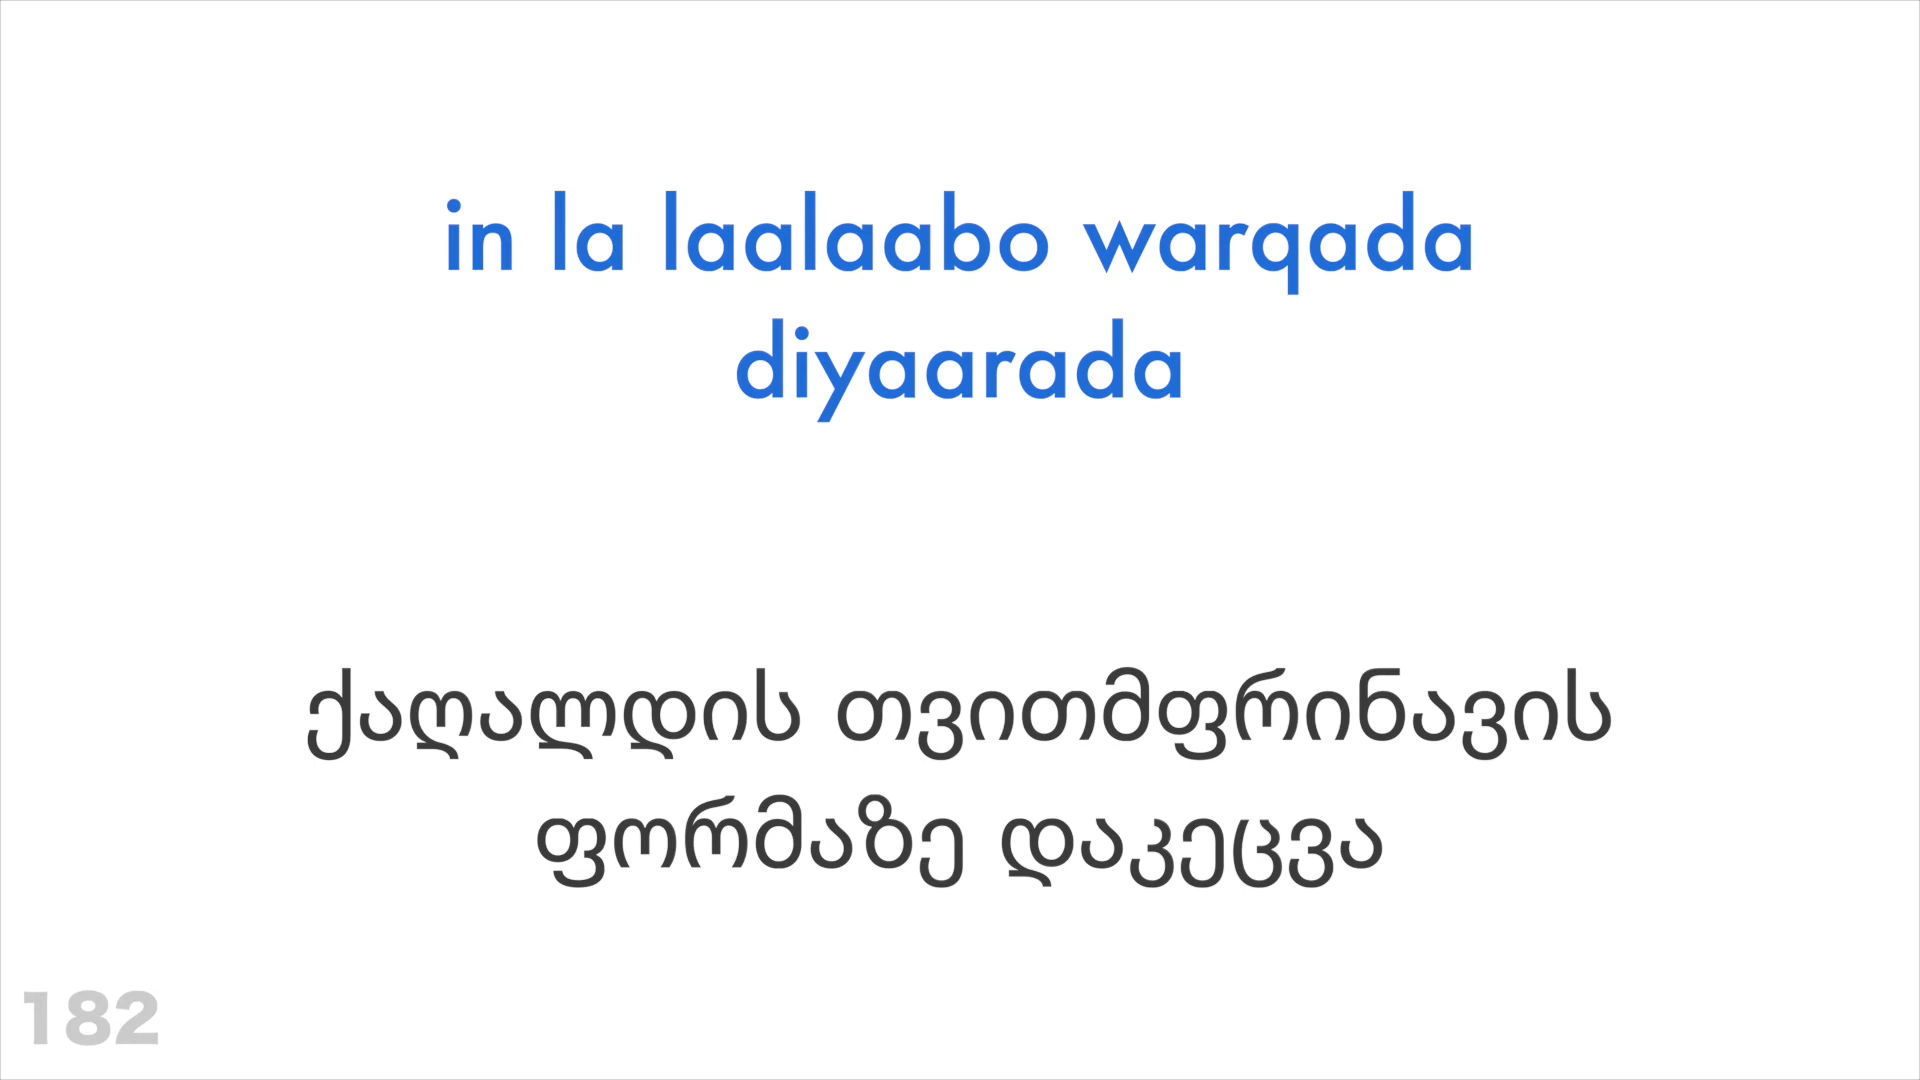 in la laalaabo warqada
diyaarada
ქაღალდის თვითმფრინავის
ფორმაზე დაკეცვა
182